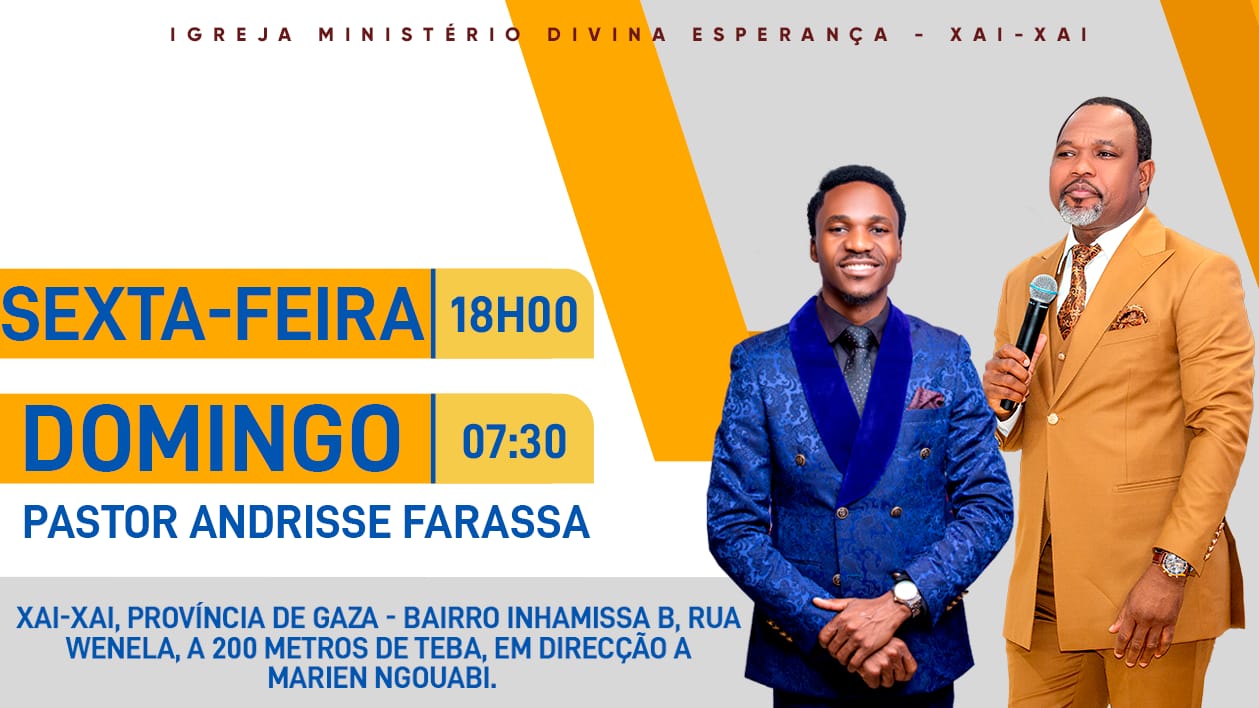 IGREJA MINISTÉRIO DIVINA ESPERANÇA - XAI-XAI
SEXTA-FEIRA 18H00
DOMINGO 07:30
PASTOR ANDRISSE FARASSA
XAI-XAI, PROVÍNCIA DE GAZA - BAIRRO INHAMISSA B, RUA
WENELA, A 200 METROS DE TEBA, EM DIRECÇÃO A
MARIEN NGOUABI.